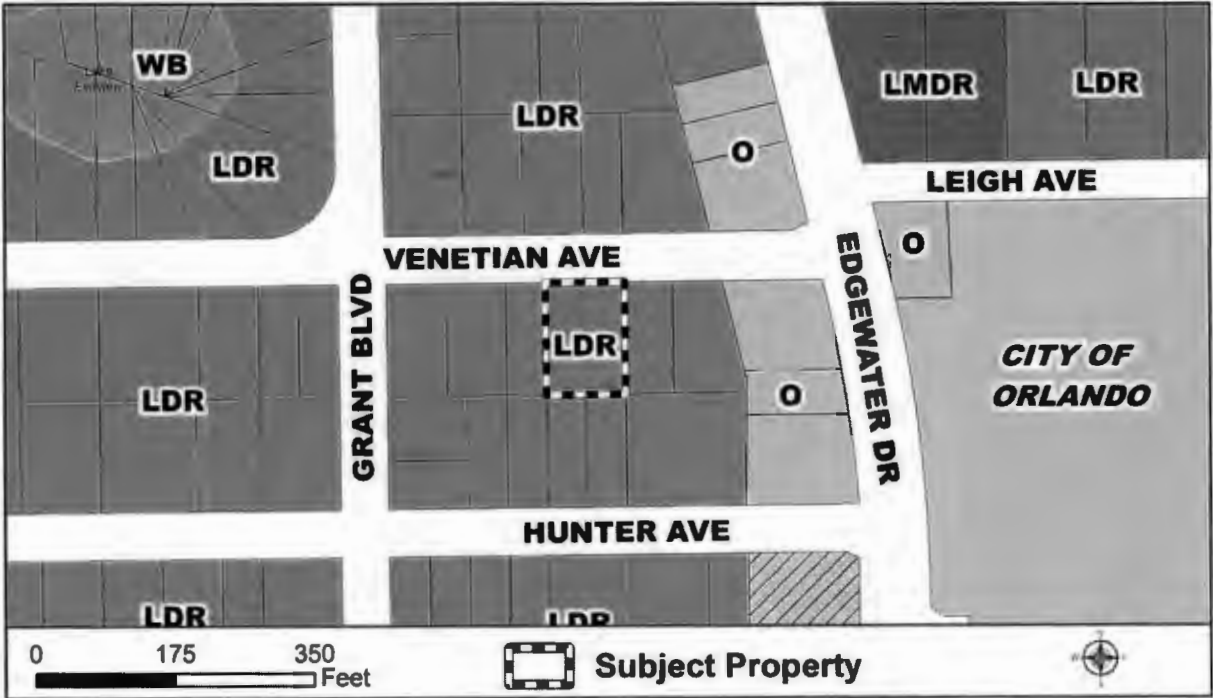 WB
LDR
LDR
O
LMDR
LDR
LEIGH AVE
VENETIAN AVE
GRANT BLVD
EDGEWATER DR
O
LDR
LDR
O
CITY OF
ORLANDO
HUNTER AVE
LDR
LDR
0 175 350
Feet
Subject Property